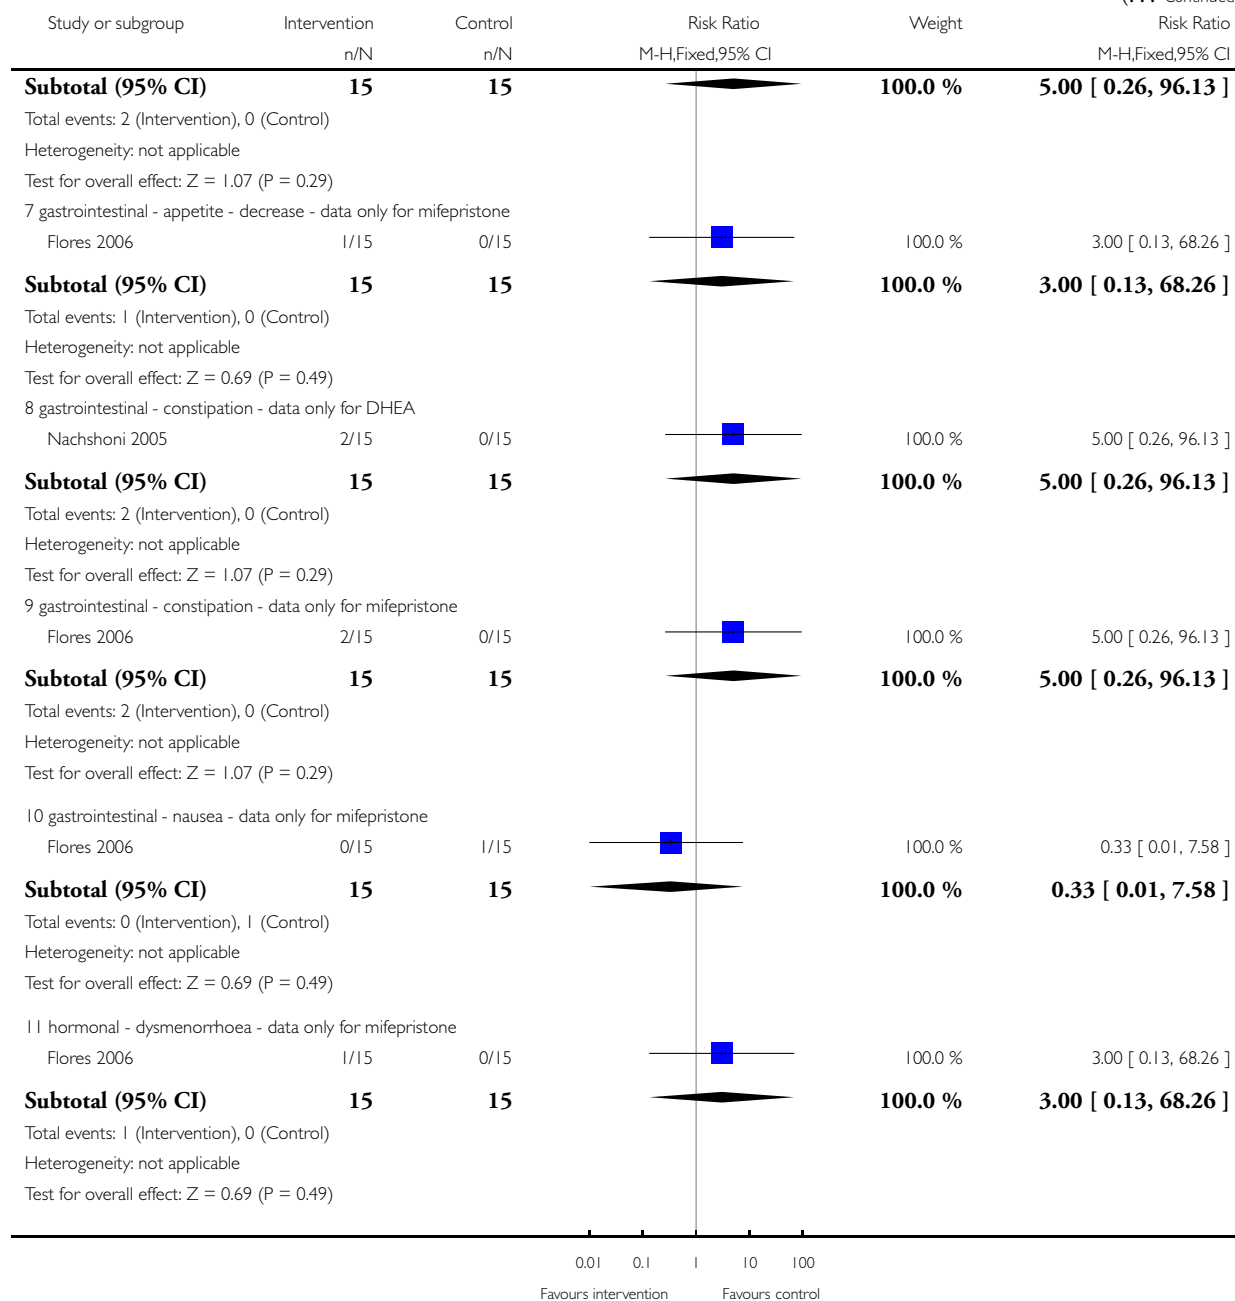 (... Continued
Study or subgroup Intervention Control Risk Ratio Weight Risk Ratio
n/N n/N M-H,Fixed,95% CI M-H,Fixed,95% CI
Subtotal (95% CI) 15 15 100.0 % 5.00 [ 0.26, 96.13 ]
Total events: 2 (Intervention), 0 (Control)
Heterogeneity: not applicable
Test for overall effect: Z = 1.07 (P = 0.29)
7 gastrointestinal - appetite - decrease - data only for mifepristone
Flores 2006 1/15 0/15 100.0 % 3.00 [ 0.13, 68.26 ]
Subtotal (95% CI) 15 15 100.0 % 3.00 [ 0.13, 68.26 ]
Total events: 1 (Intervention), 0 (Control)
Heterogeneity: not applicable
Test for overall effect: Z = 0.69 (P = 0.49)
8 gastrointestinal - constipation - data only for DHEA
Nachshoni 2005 2/15 0/15 100.0 % 5.00 [ 0.26, 96.13 ]
Subtotal (95% CI) 15 15 100.0 % 5.00 [ 0.26, 96.13 ]
Total events: 2 (Intervention), 0 (Control)
Heterogeneity: not applicable
Test for overall effect: Z = 1.07 (P = 0.29)
9 gastrointestinal - constipation - data only for mifepristone
Flores 2006 2/15 0/15 100.0 % 5.00 [ 0.26, 96.13 ]
Subtotal (95% CI) 15 15 100.0 % 5.00 [ 0.26, 96.13 ]
Total events: 2 (Intervention), 0 (Control)
Heterogeneity: not applicable
Test for overall effect: Z = 1.07 (P = 0.29)
10 gastrointestinal - nausea - data only for mifepristone
Flores 2006 0/15 1/15 100.0 % 0.33 [ 0.01, 7.58 ]
Subtotal (95% CI) 15 15 100.0 % 0.33 [ 0.01, 7.58 ]
Total events: 0 (Intervention), 1 (Control)
Heterogeneity: not applicable
Test for overall effect: Z = 0.69 (P = 0.49)
11 hormonal - dysmenorrhoea - data only for mifepristone
Flores 2006 1/15 0/15 100.0 % 3.00 [ 0.13, 68.26 ]
Subtotal (95% CI) 15 15 100.0 % 3.00 [ 0.13, 68.26 ]
Total events: 1 (Intervention), 0 (Control)
Heterogeneity: not applicable
Test for overall effect: Z = 0.69 (P = 0.49)
0.01 0.1 1 10 100
Favours intervention Favours control